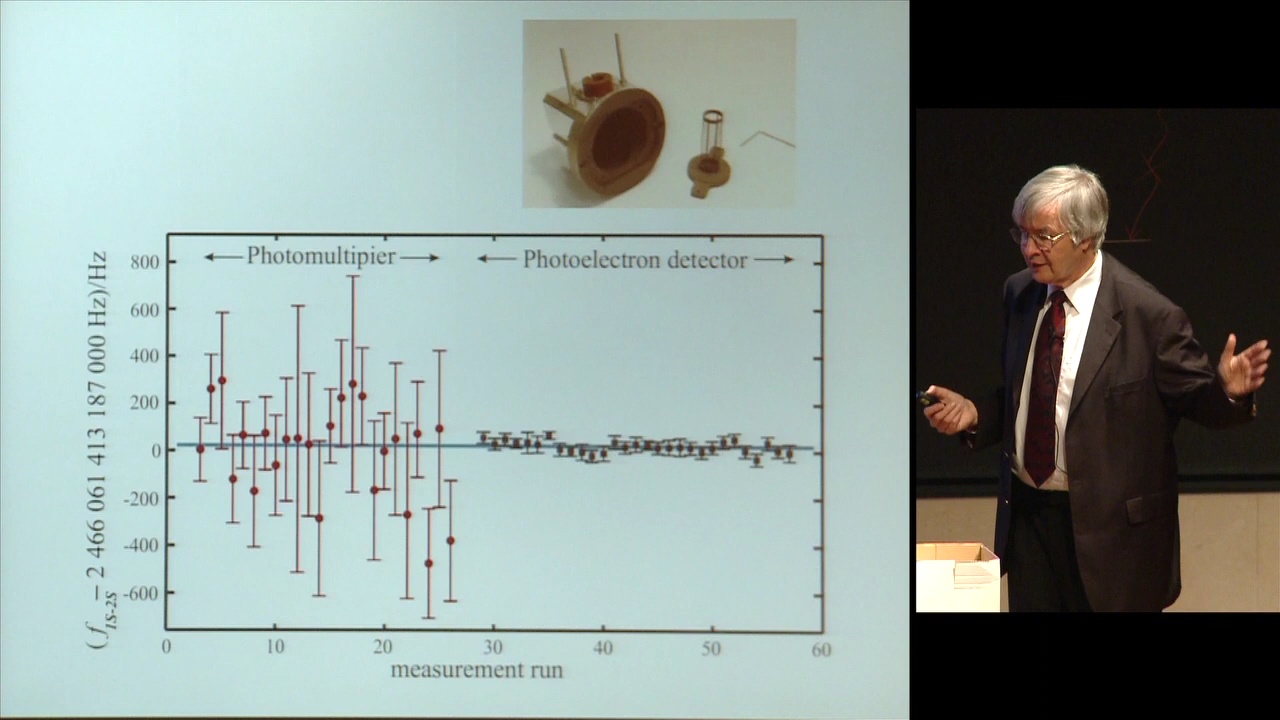 Photomultipier
Photoelectron detector
800
600
400
200
0
-200
-400
-600
(f1S-2S – 2 466 061 413 187 000 Hz)/Hz
0 10 20 30 40 50 60
measurement run